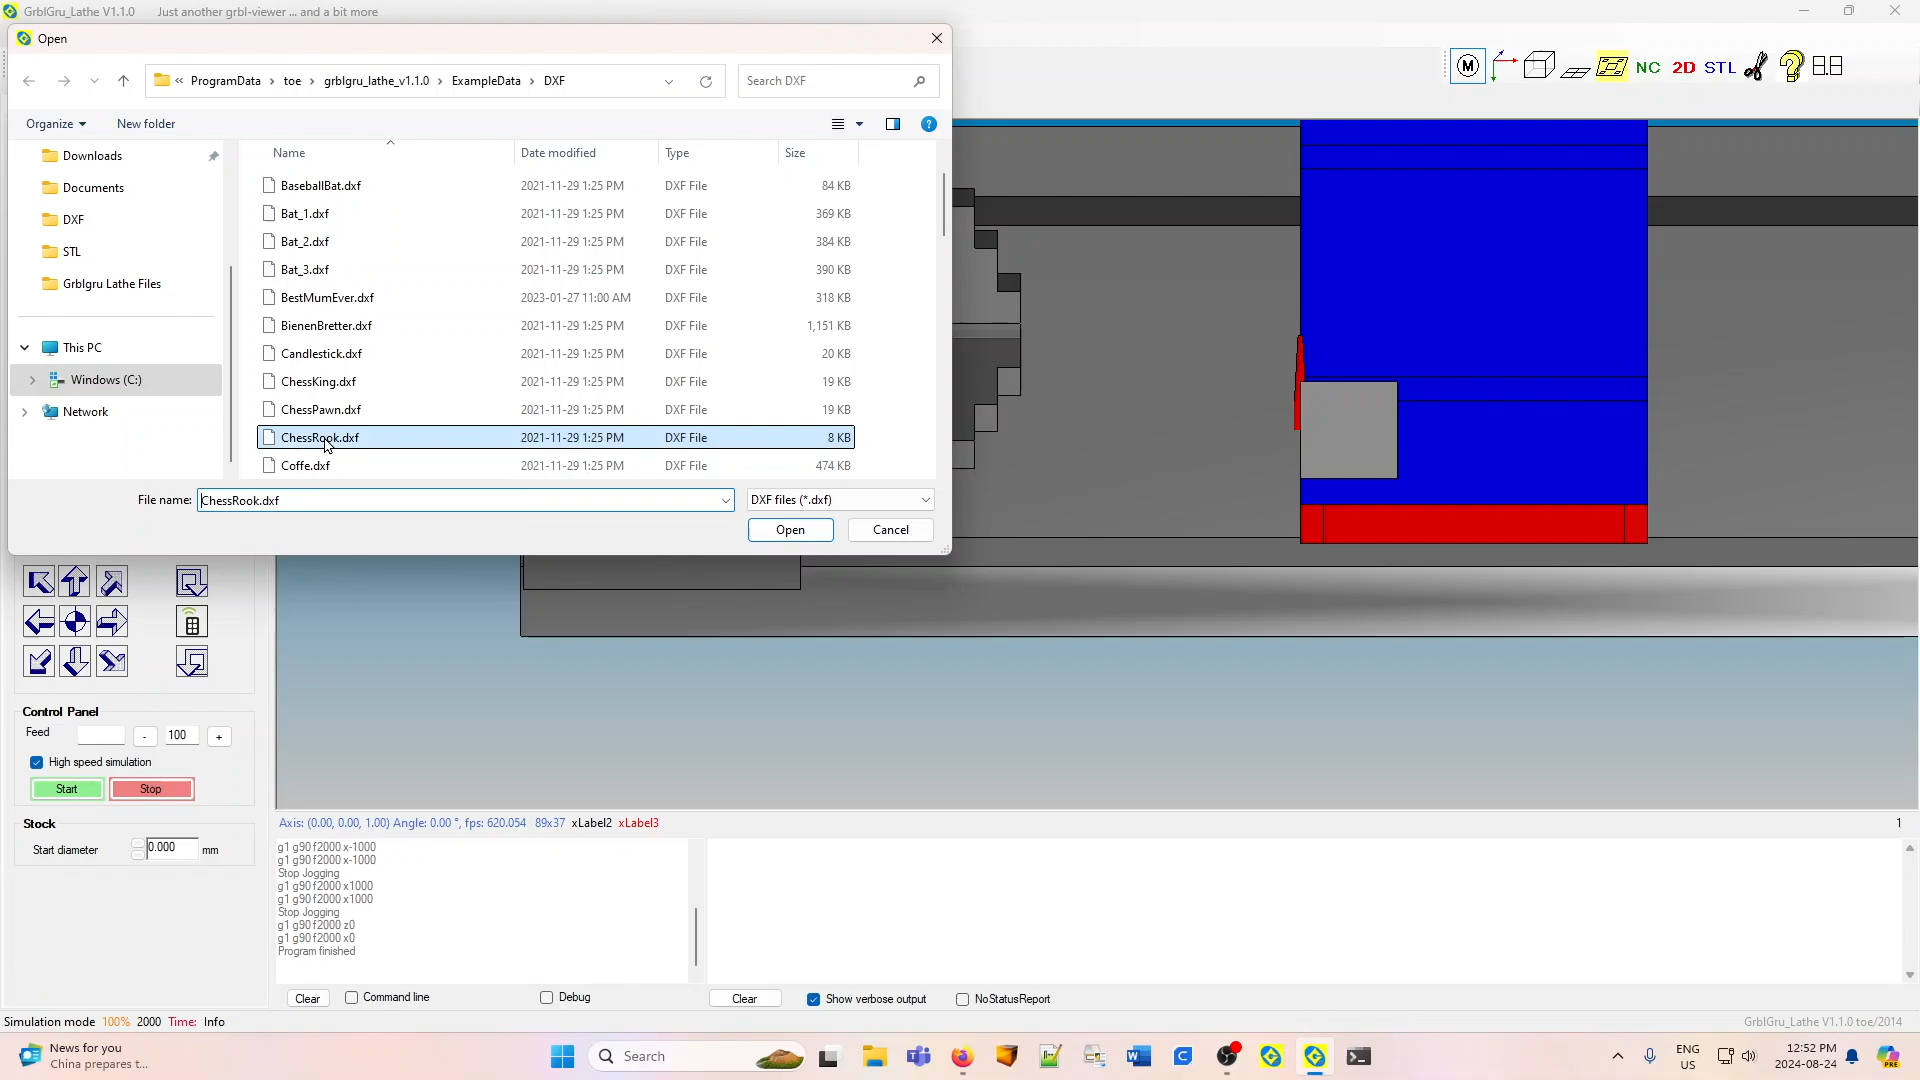 GrblGru_Lathe V1.1.0 Just another grbl-viewer ... and a bit more
Open
« ProgramData › toe › grblgru_lathe_v1.1.0 › ExampleData › DXF
Search DXF
Organize
New folder
Downloads
Documents
DXF
STL
Grblgru Lathe Files
This PC
Windows (C:)
Network
Name Date modified Type Size
BaseballBat.dxf 2021-11-29 1:25 PM DXF File 84 KB
Bat_1.dxf 2021-11-29 1:25 PM DXF File 369 KB
Bat_2.dxf 2021-11-29 1:25 PM DXF File 384 KB
Bat_3.dxf 2021-11-29 1:25 PM DXF File 390 KB
BestMumEver.dxf 2023-01-27 11:00 AM DXF File 318 KB
BienenBretter.dxf 2021-11-29 1:25 PM DXF File 1,151 KB
Candlestick.dxf 2021-11-29 1:25 PM DXF File 20 KB
ChessKing.dxf 2021-11-29 1:25 PM DXF File 19 KB
ChessPawn.dxf 2021-11-29 1:25 PM DXF File 19 KB
ChessRook.dxf 2021-11-29 1:25 PM DXF File 8 KB
Coffe.dxf 2021-11-29 1:25 PM DXF File 474 KB
File name: ChessRook.dxf DXF files (*.dxf)
Open Cancel
M NC 2D STL
Control Panel
Feed - 100 +
High speed simulation
Start Stop
Stock
Start diameter 0.000 mm
Axis: (0.00, 0.00, 1.00) Angle: 0.00 °, fps: 620.054 89x37 xLabel2 xLabel3 1
g1 g90 f2000 x-1000
g1 g90 f2000 x-1000
Stop Jogging
g1 g90 f2000 x1000
g1 g90 f2000 x1000
Stop Jogging
g1 g90 f2000 z0
g1 g90 f2000 x0
Program finished
Clear Command line Debug Clear Show verbose output NoStatusReport
Simulation mode 100% 2000 Time: Info
GrblGru_Lathe V1.1.0 toe/2014
News for you
China prepares t...
Search
ENG
US
12:52 PM
2024-08-24
PRE